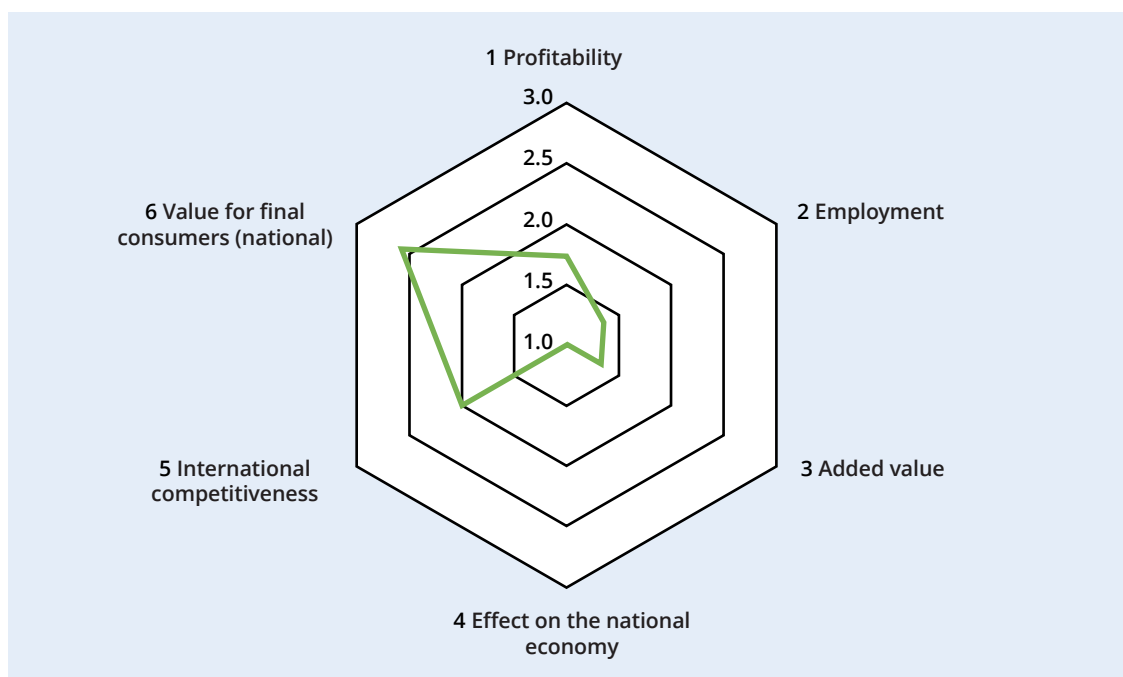 1 Profitability
3.0
2.5
2.0
1.5
1.0
6 Value for final
consumers (national)
2 Employment
5 International
competitiveness
3 Added value
4 Effect on the national
economy